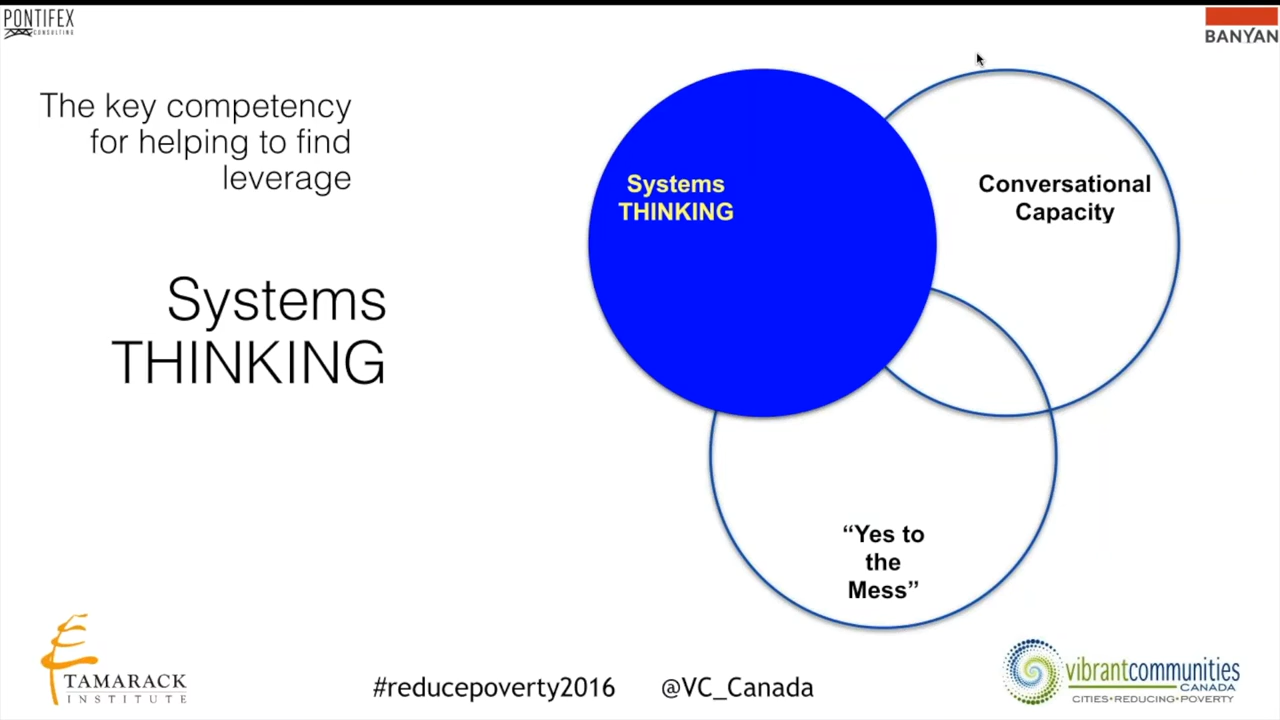 PONTIFEX
CONSULTING
BANYAN
The key competency
for helping to find
leverage
Systems
THINKING
Systems
THINKING
Conversational
Capacity
“Yes to
the
Mess”
TAMARACK
INSTITUTE
#reducepoverty2016 @VC_Canada
vibrantcommunities
CANADA
CITIES•REDUCING•POVERTY